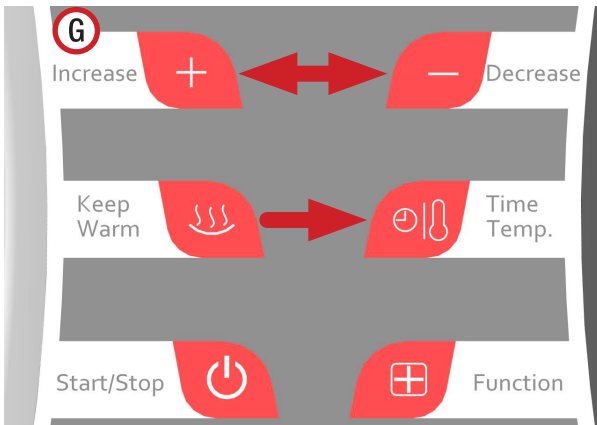 G
Increase
Decrease
Keep
Warm
Time
Temp.
Start/Stop
Function